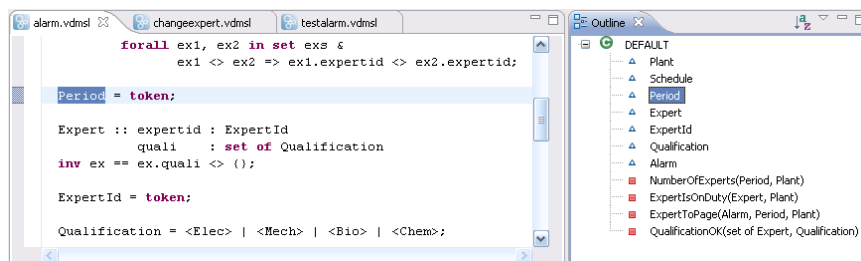 alarm.vdmsl
changeexpert.vdmsl
testalarm.vdmsl
forall ex1, ex2 in set exs &
ex1 <> ex2 => ex1.expertid <> ex2.expertid;
Period = token;
Expert :: expertid : ExpertId
quali : set of Qualification
inv ex == ex.quali <> {};
ExpertId = token;
Qualification = <Elec> | <Mech> | <Bio> | <Chem>;
Outline
DEFAULT
Plant
Schedule
Period
Expert
ExpertId
Qualification
Alarm
NumberOfExperts(Period, Plant)
ExpertIsOnDuty(Expert, Plant)
ExpertToPage(Alarm, Period, Plant)
QualificationOK(set of Expert, Qualification)